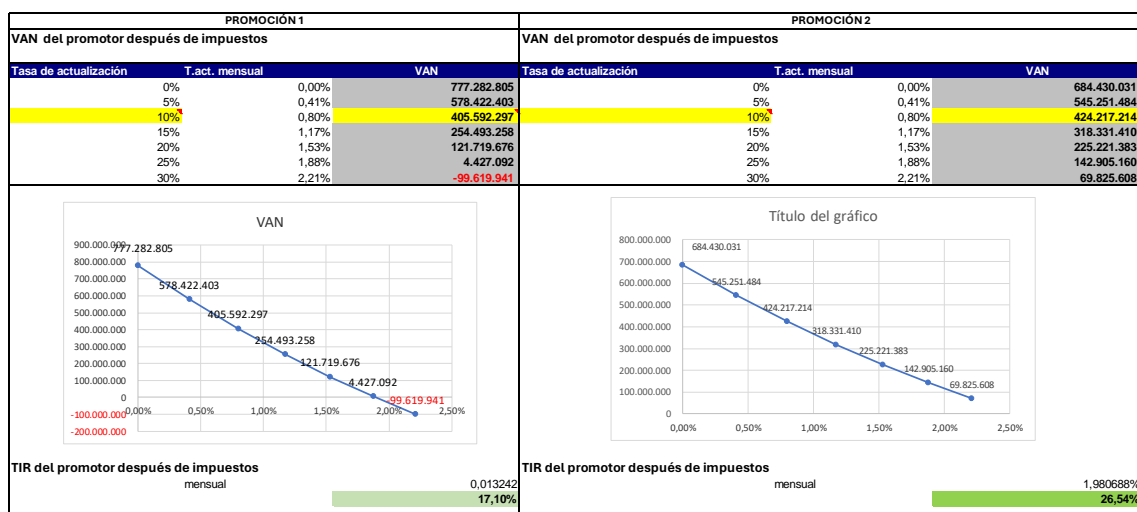 PROMOCIÓN 1 PROMOCIÓN 2
VAN del promotor después de impuestos VAN del promotor después de impuestos
Tasa de actualización T.act. mensual VAN Tasa de actualización T.act. mensual VAN
0% 0,00% 777.282.805 0% 0,00% 684.430.031
5% 0,41% 578.422.403 5% 0,41% 545.251.484
10% 0,80% 405.592.297 10% 0,80% 424.217.214
15% 1,17% 254.493.258 15% 1,17% 318.331.410
20% 1,53% 121.719.676 20% 1,53% 225.221.383
25% 1,88% 4.427.092 25% 1,88% 142.905.160
30% 2,21% -99.619.941 30% 2,21% 69.825.608
VAN
900.000.000
777.282.805
800.000.000
700.000.000
578.422.403
600.000.000
500.000.000
405.592.297
400.000.000
254.493.258
300.000.000
121.719.676
200.000.000
4.427.092
100.000.000
-99.619.941
0
-100.000.000
-200.000.000
0,00% 0,50% 1,00% 1,50% 2,00% 2,50%
Título del gráfico
800.000.000
684.430.031
700.000.000
600.000.000
545.251.484
500.000.000
424.217.214
400.000.000
318.331.410
300.000.000
225.221.383
200.000.000
142.905.160
100.000.000
69.825.608
0
0,00% 0,50% 1,00% 1,50% 2,00% 2,50%
TIR del promotor después de impuestos TIR del promotor después de impuestos
mensual 0,013242 mensual 1,980688%
17,10% 26,54%